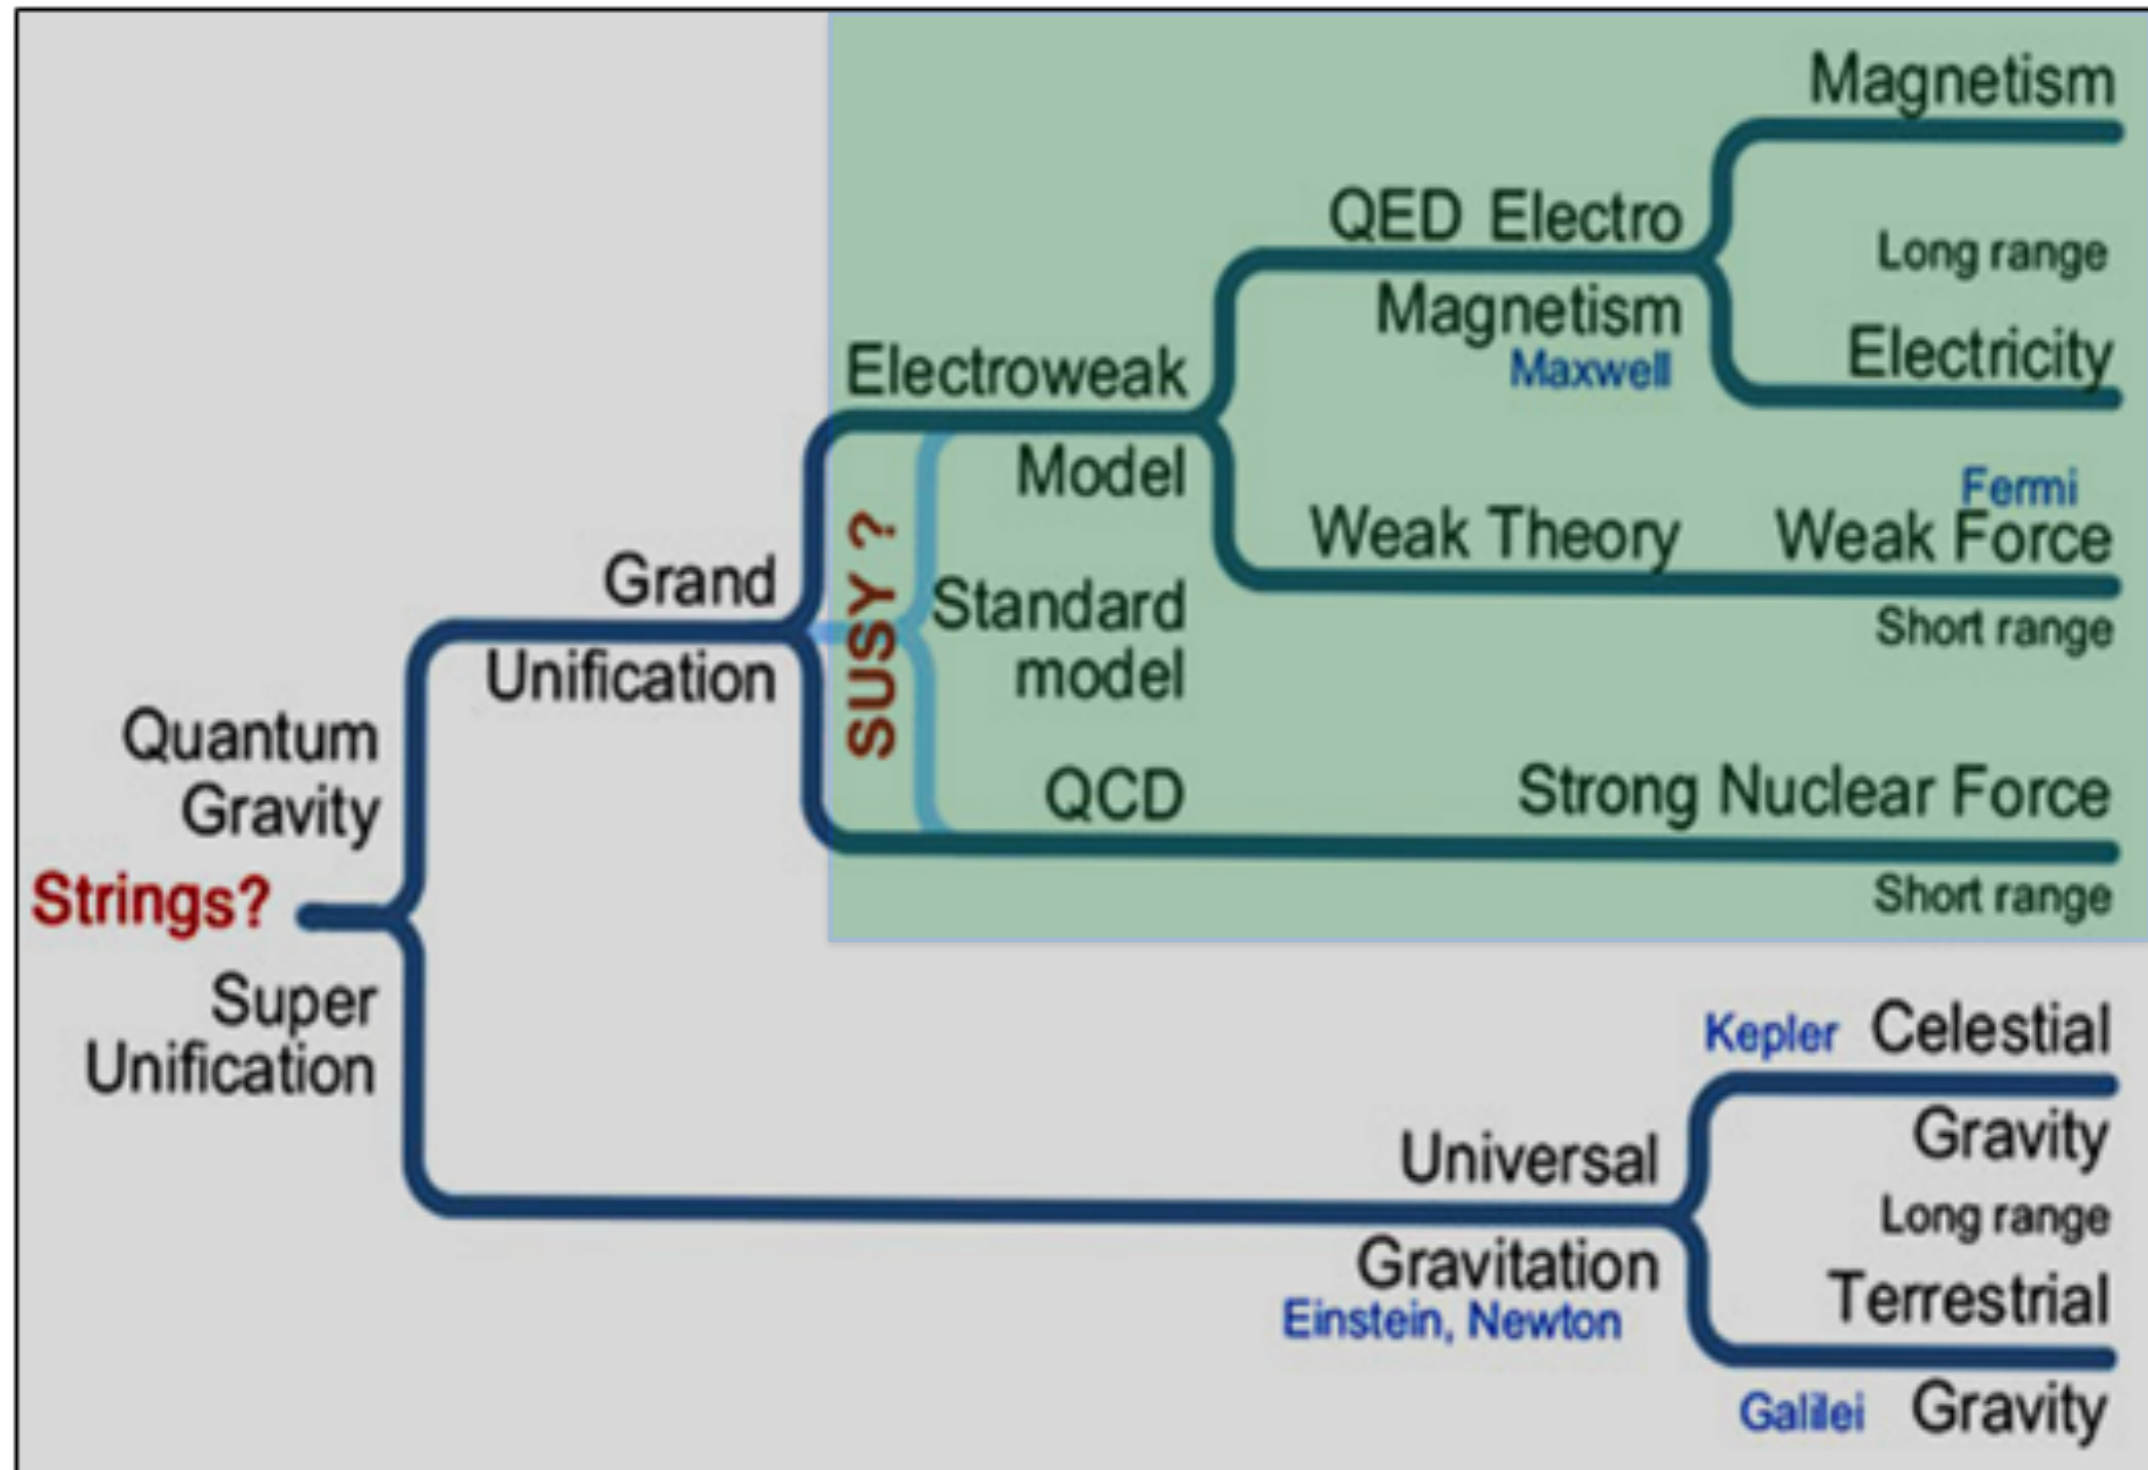 Magnetism
QED Electro
Long range
Magnetism
Maxwell
Electricity
Electroweak
Model
Fermi
Weak Theory
Weak Force
Short range
SUSY ?
Standard
model
Grand
Unification
QCD
Strong Nuclear Force
Short range
Quantum
Gravity
Strings?
Super
Unification
Kepler
Celestial
Gravity
Universal
Gravitation
Einstein, Newton
Long range
Terrestrial
Galilei
Gravity